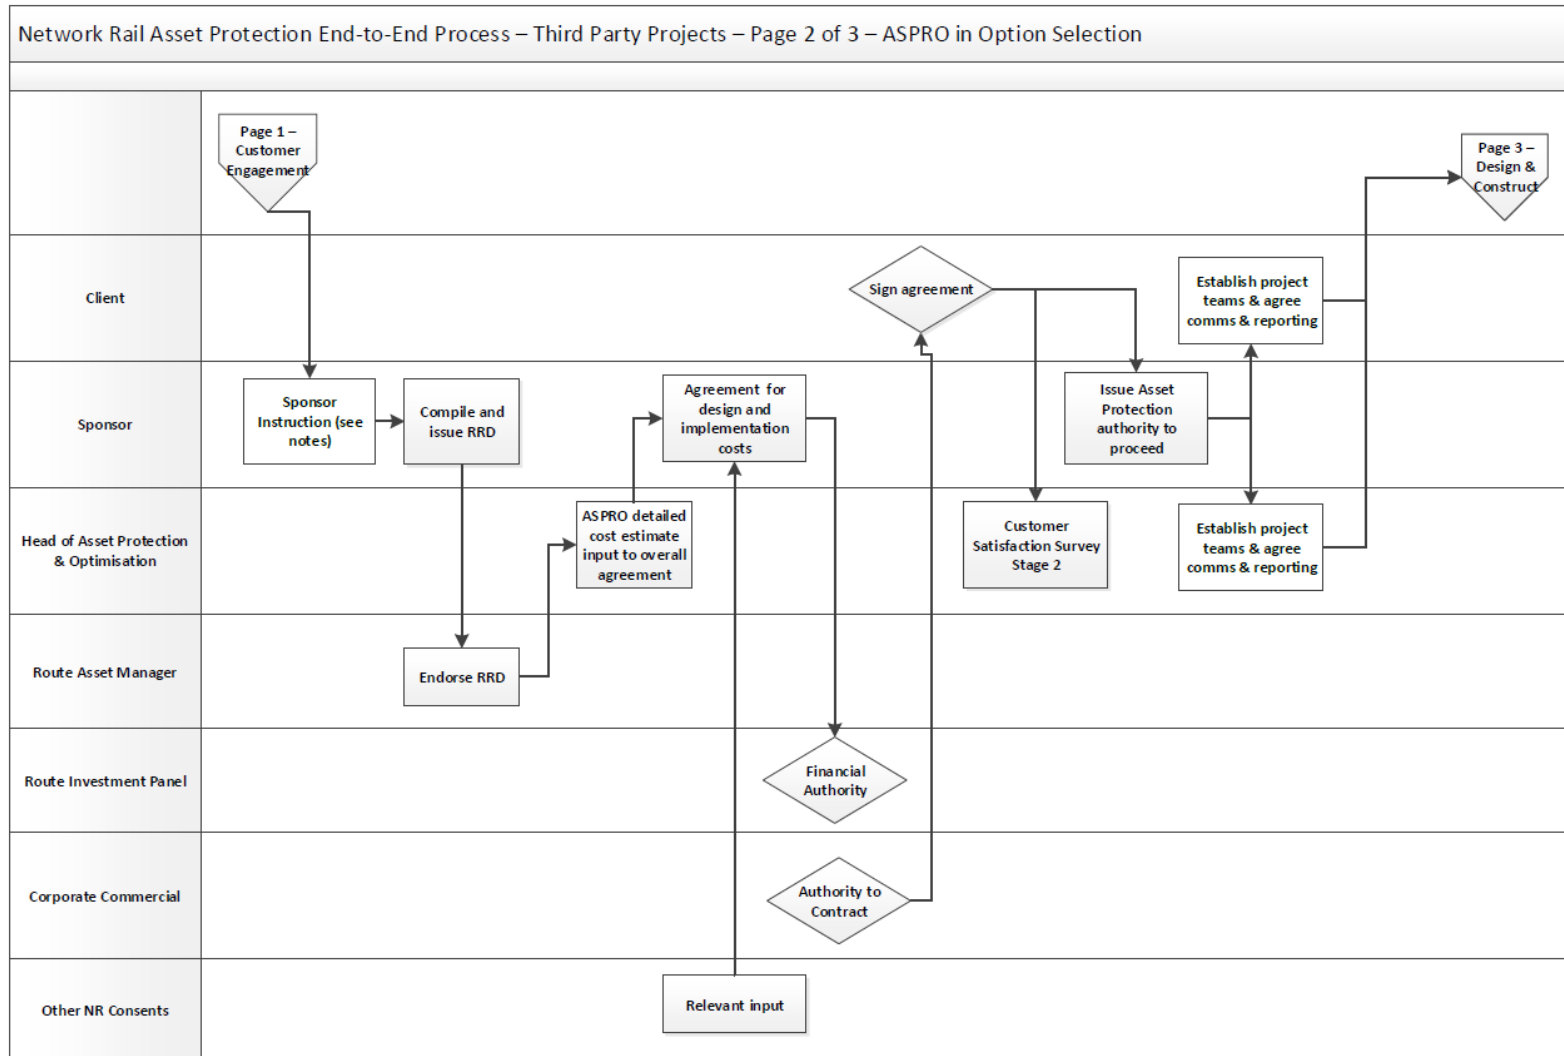 Network Rail Asset Protection End-to-End Process – Third Party Projects – Page 2 of 3 – ASPRO in Option Selection
Page 1 –
Customer
Engagement
Page 3 –
Design &
Construct
Client
Sign agreement
Establish project
teams & agree
comms & reporting
Sponsor
Sponsor
Instruction (see
notes)
Compile and
issue RRD
Agreement for
design and
implementation
costs
Issue Asset
Protection
authority to
proceed
Head of Asset Protection
& Optimisation
ASPRO detailed
cost estimate
input to overall
agreement
Customer
Satisfaction Survey
Stage 2
Establish project
teams & agree
comms & reporting
Route Asset Manager
Endorse RRD
Route Investment Panel
Financial
Authority
Corporate Commercial
Authority to
Contract
Other NR Consents
Relevant input